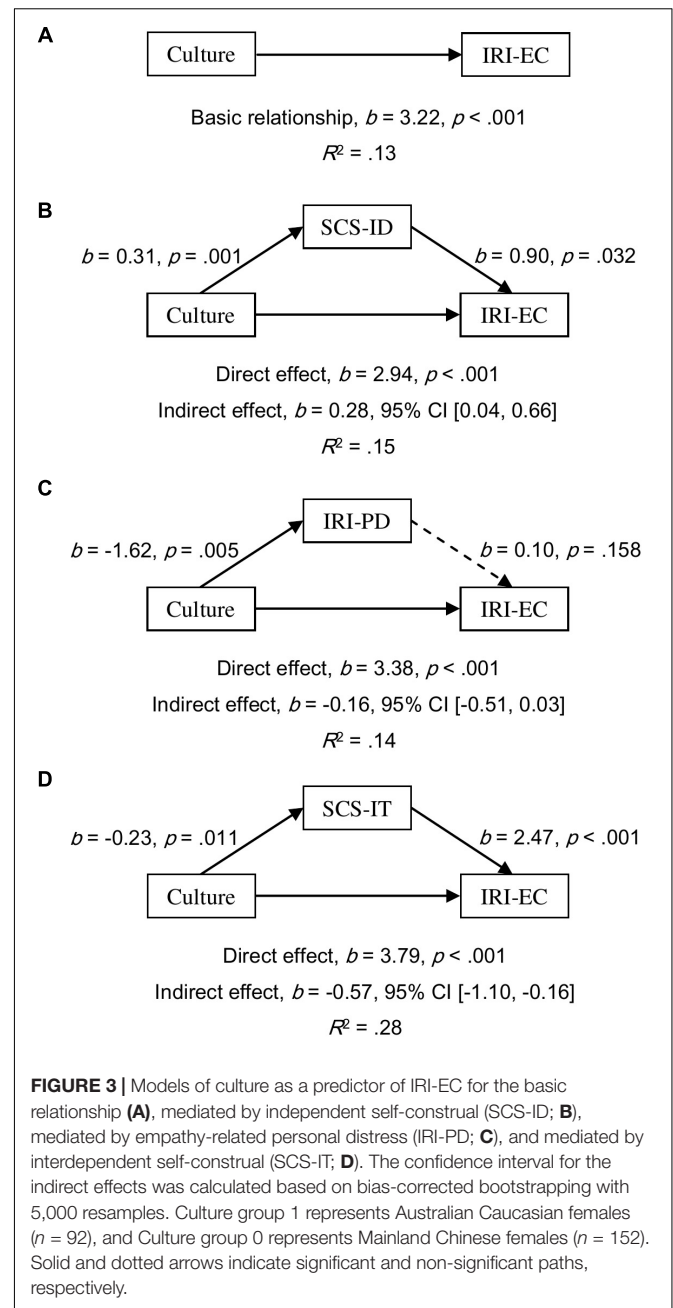 A
Culture
IRI-EC
Basic relationship, b = 3.22, p < .001
R² = .13
B
SCS-ID
b = 0.31, p = .001
b = 0.90, p = .032
Culture
IRI-EC
Direct effect, b = 2.94, p < .001
Indirect effect, b = 0.28, 95% CI [0.04, 0.66]
R² = .15
C
IRI-PD
b = -1.62, p = .005
b = 0.10, p = .158
Culture
IRI-EC
Direct effect, b = 3.38, p < .001
Indirect effect, b = -0.16, 95% CI [-0.51, 0.03]
R² = .14
D
SCS-IT
b = -0.23, p = .011
b = 2.47, p < .001
Culture
IRI-EC
Direct effect, b = 3.79, p < .001
Indirect effect, b = -0.57, 95% CI [-1.10, -0.16]
R² = .28
FIGURE 3 | Models of culture as a predictor of IRI-EC for the basic
relationship (A), mediated by independent self-construal (SCS-ID; B),
mediated by empathy-related personal distress (IRI-PD; C), and mediated by
interdependent self-construal (SCS-IT; D). The confidence interval for the
indirect effects was calculated based on bias-corrected bootstrapping with
5,000 resamples. Culture group 1 represents Australian Caucasian females
(n = 92), and Culture group 0 represents Mainland Chinese females (n = 152).
Solid and dotted arrows indicate significant and non-significant paths,
respectively.